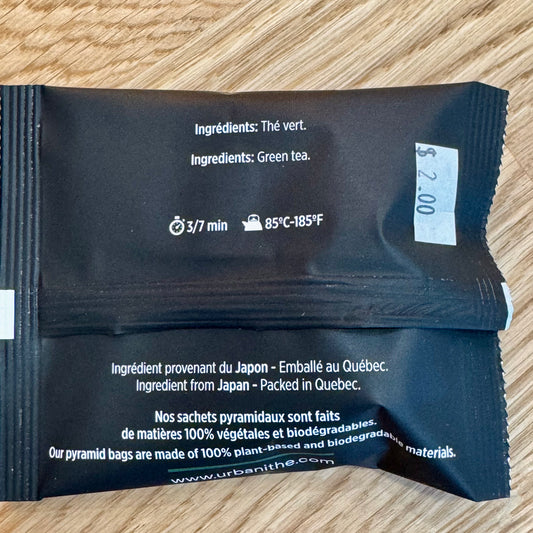 Ingrédients: Thé vert.
Ingredients: Green tea.
$ 2.00
3/7 min 85ºC-185ºF
Ingrédient provenant du Japon - Emballé au Québec.
Ingredient from Japan - Packed in Quebec.
Nos sachets pyramidaux sont faits
de matières 100% végétales et biodégradables.
Our pyramid bags are made of 100% plant-based and biodegradable materials.
www.urbanithe.com